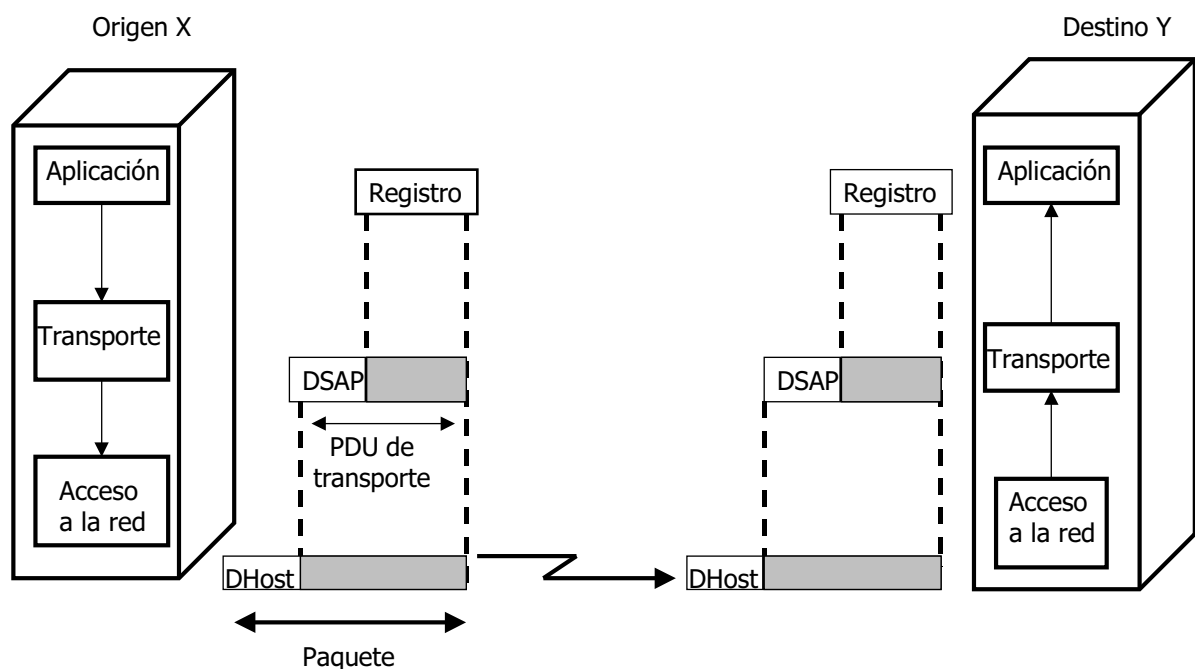 Origen X
Destino Y
Aplicación
Registro
Registro
Aplicación
Transporte
DSAP
DSAP
Transporte
PDU de
transporte
Acceso
a la red
Acceso
a la red
DHost
DHost
Paquete